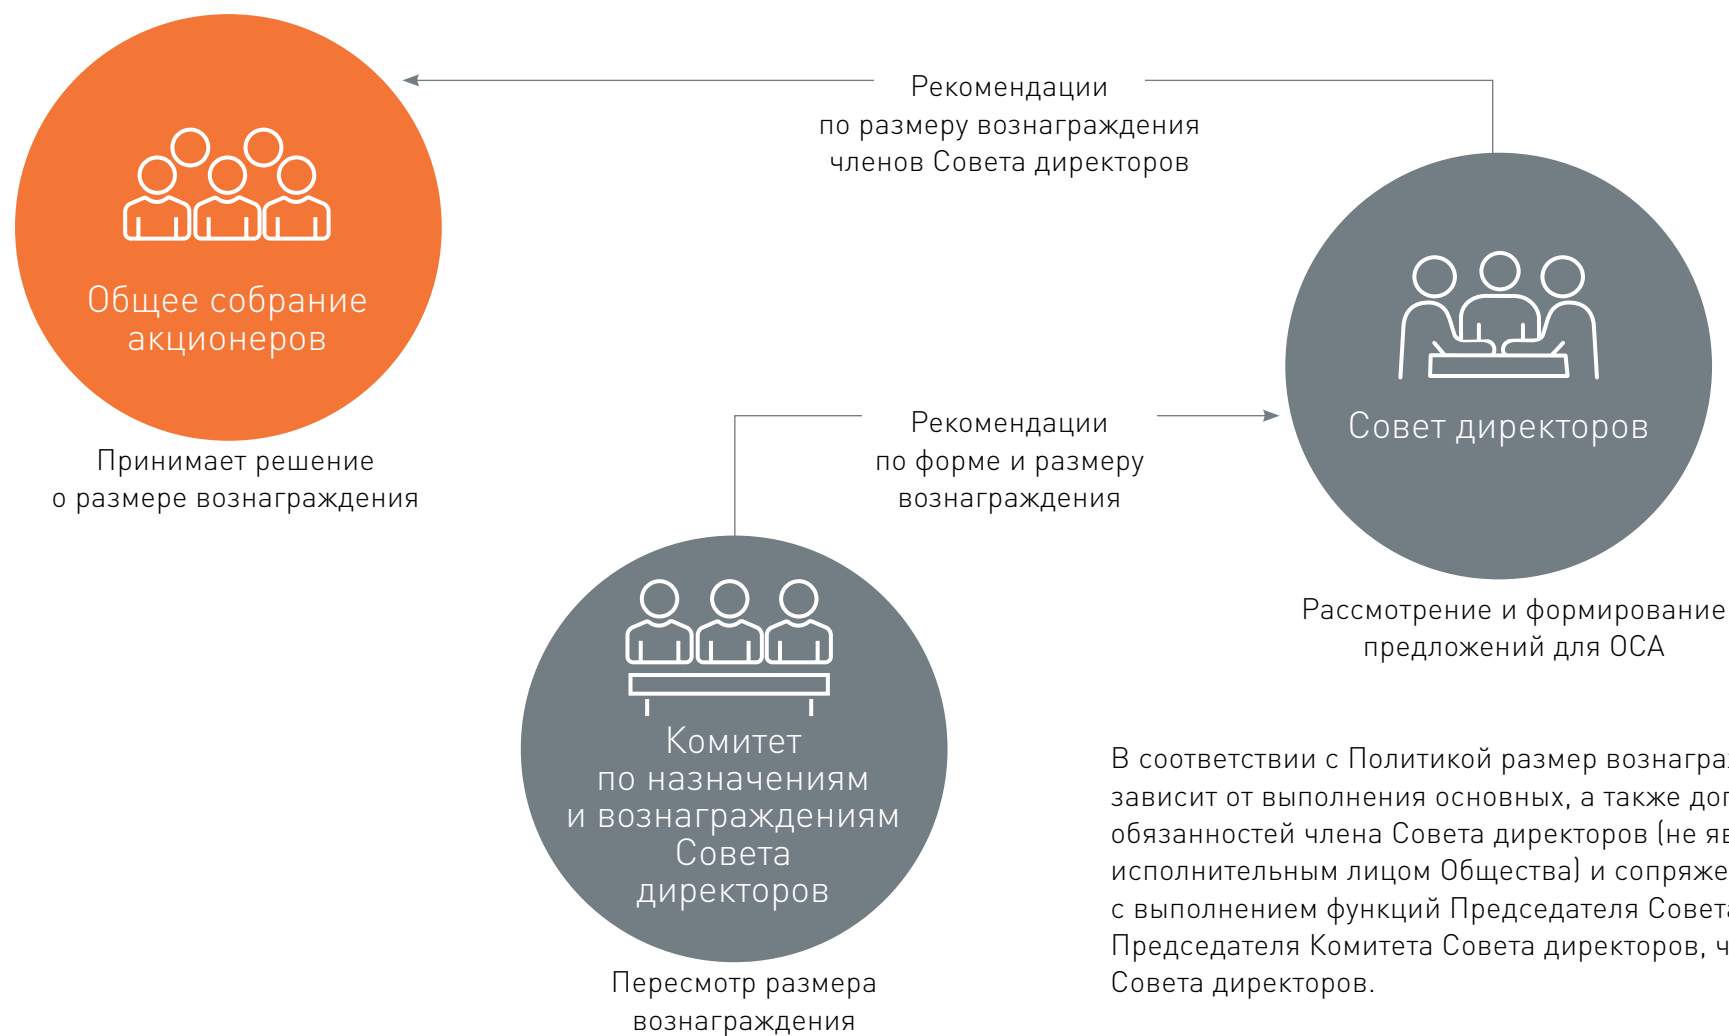 Рекомендации
по размеру вознаграждения
членов Совета директоров
Общее собрание
акционеров
Принимает решение
о размере вознаграждения
Рекомендации
по форме и размеру
вознаграждения
Совет директоров
Рассмотрение и формирование
предложений для ОСА
Комитет
по назначениям
и вознаграждениям
Совета
директоров
Пересмотр размера
вознаграждения
В соответствии с Политикой размер
зависит от выполнения основных, а также
обязанностей члена Совета директоров (не
исполнительным лицом Общества) и
с выполнением функций Председателя Совета
Председателя Комитета Совета директоров,
Совета директоров.